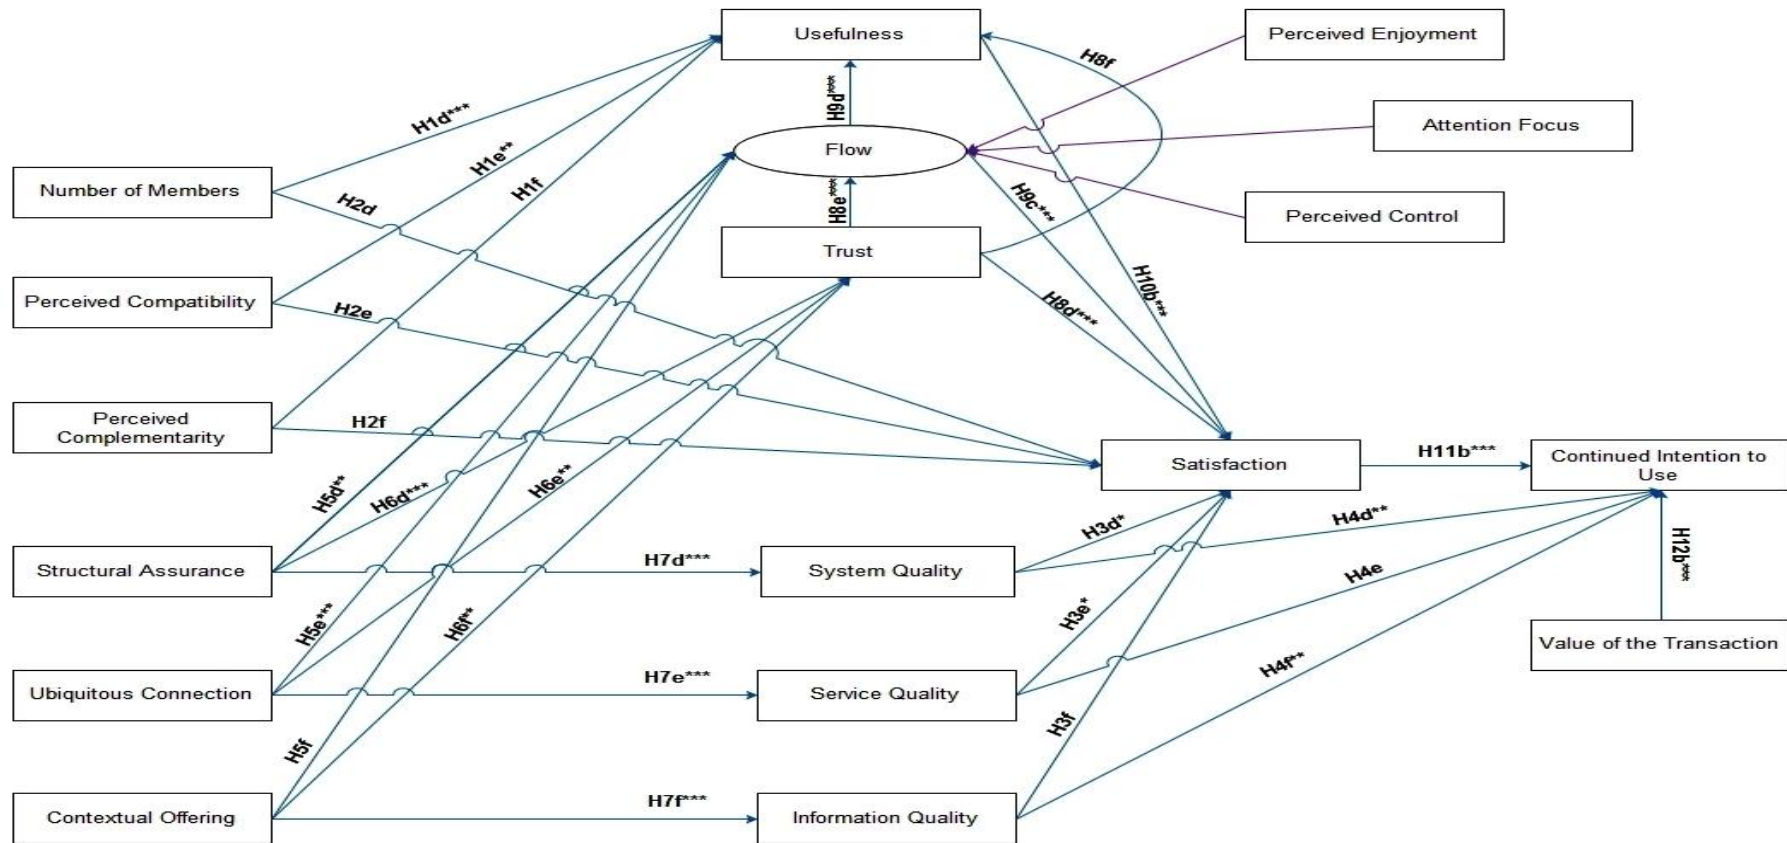 Usefulness
Perceived Enjoyment
H8f
H9d***
H1d***
Attention Focus
Flow
H1e**
Number of Members
H1f
H2d
H8e***
H9c***
Perceived Control
Trust
Perceived Compatibility
H2e
H10b***
H8d***
Perceived
Complementarity
H2f
Satisfaction
H11b***
Continued Intention to
Use
H5d**
H6d***
H6e**
H3d*
H4d**
H12b***
Structural Assurance
H7d***
System Quality
H4e
H5e***
H6f**
H3e*
Value of the Transaction
Ubiquitous Connection
H7e***
Service Quality
H4f**
H5f
H3f
Contextual Offering
H7f***
Information Quality